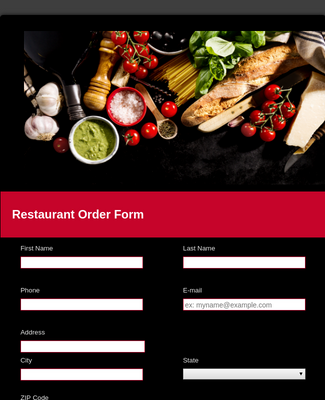 Restaurant Order Form
First Name Last Name
Phone E-mail
ex: myname@example.com
Address
City State
ZIP Code